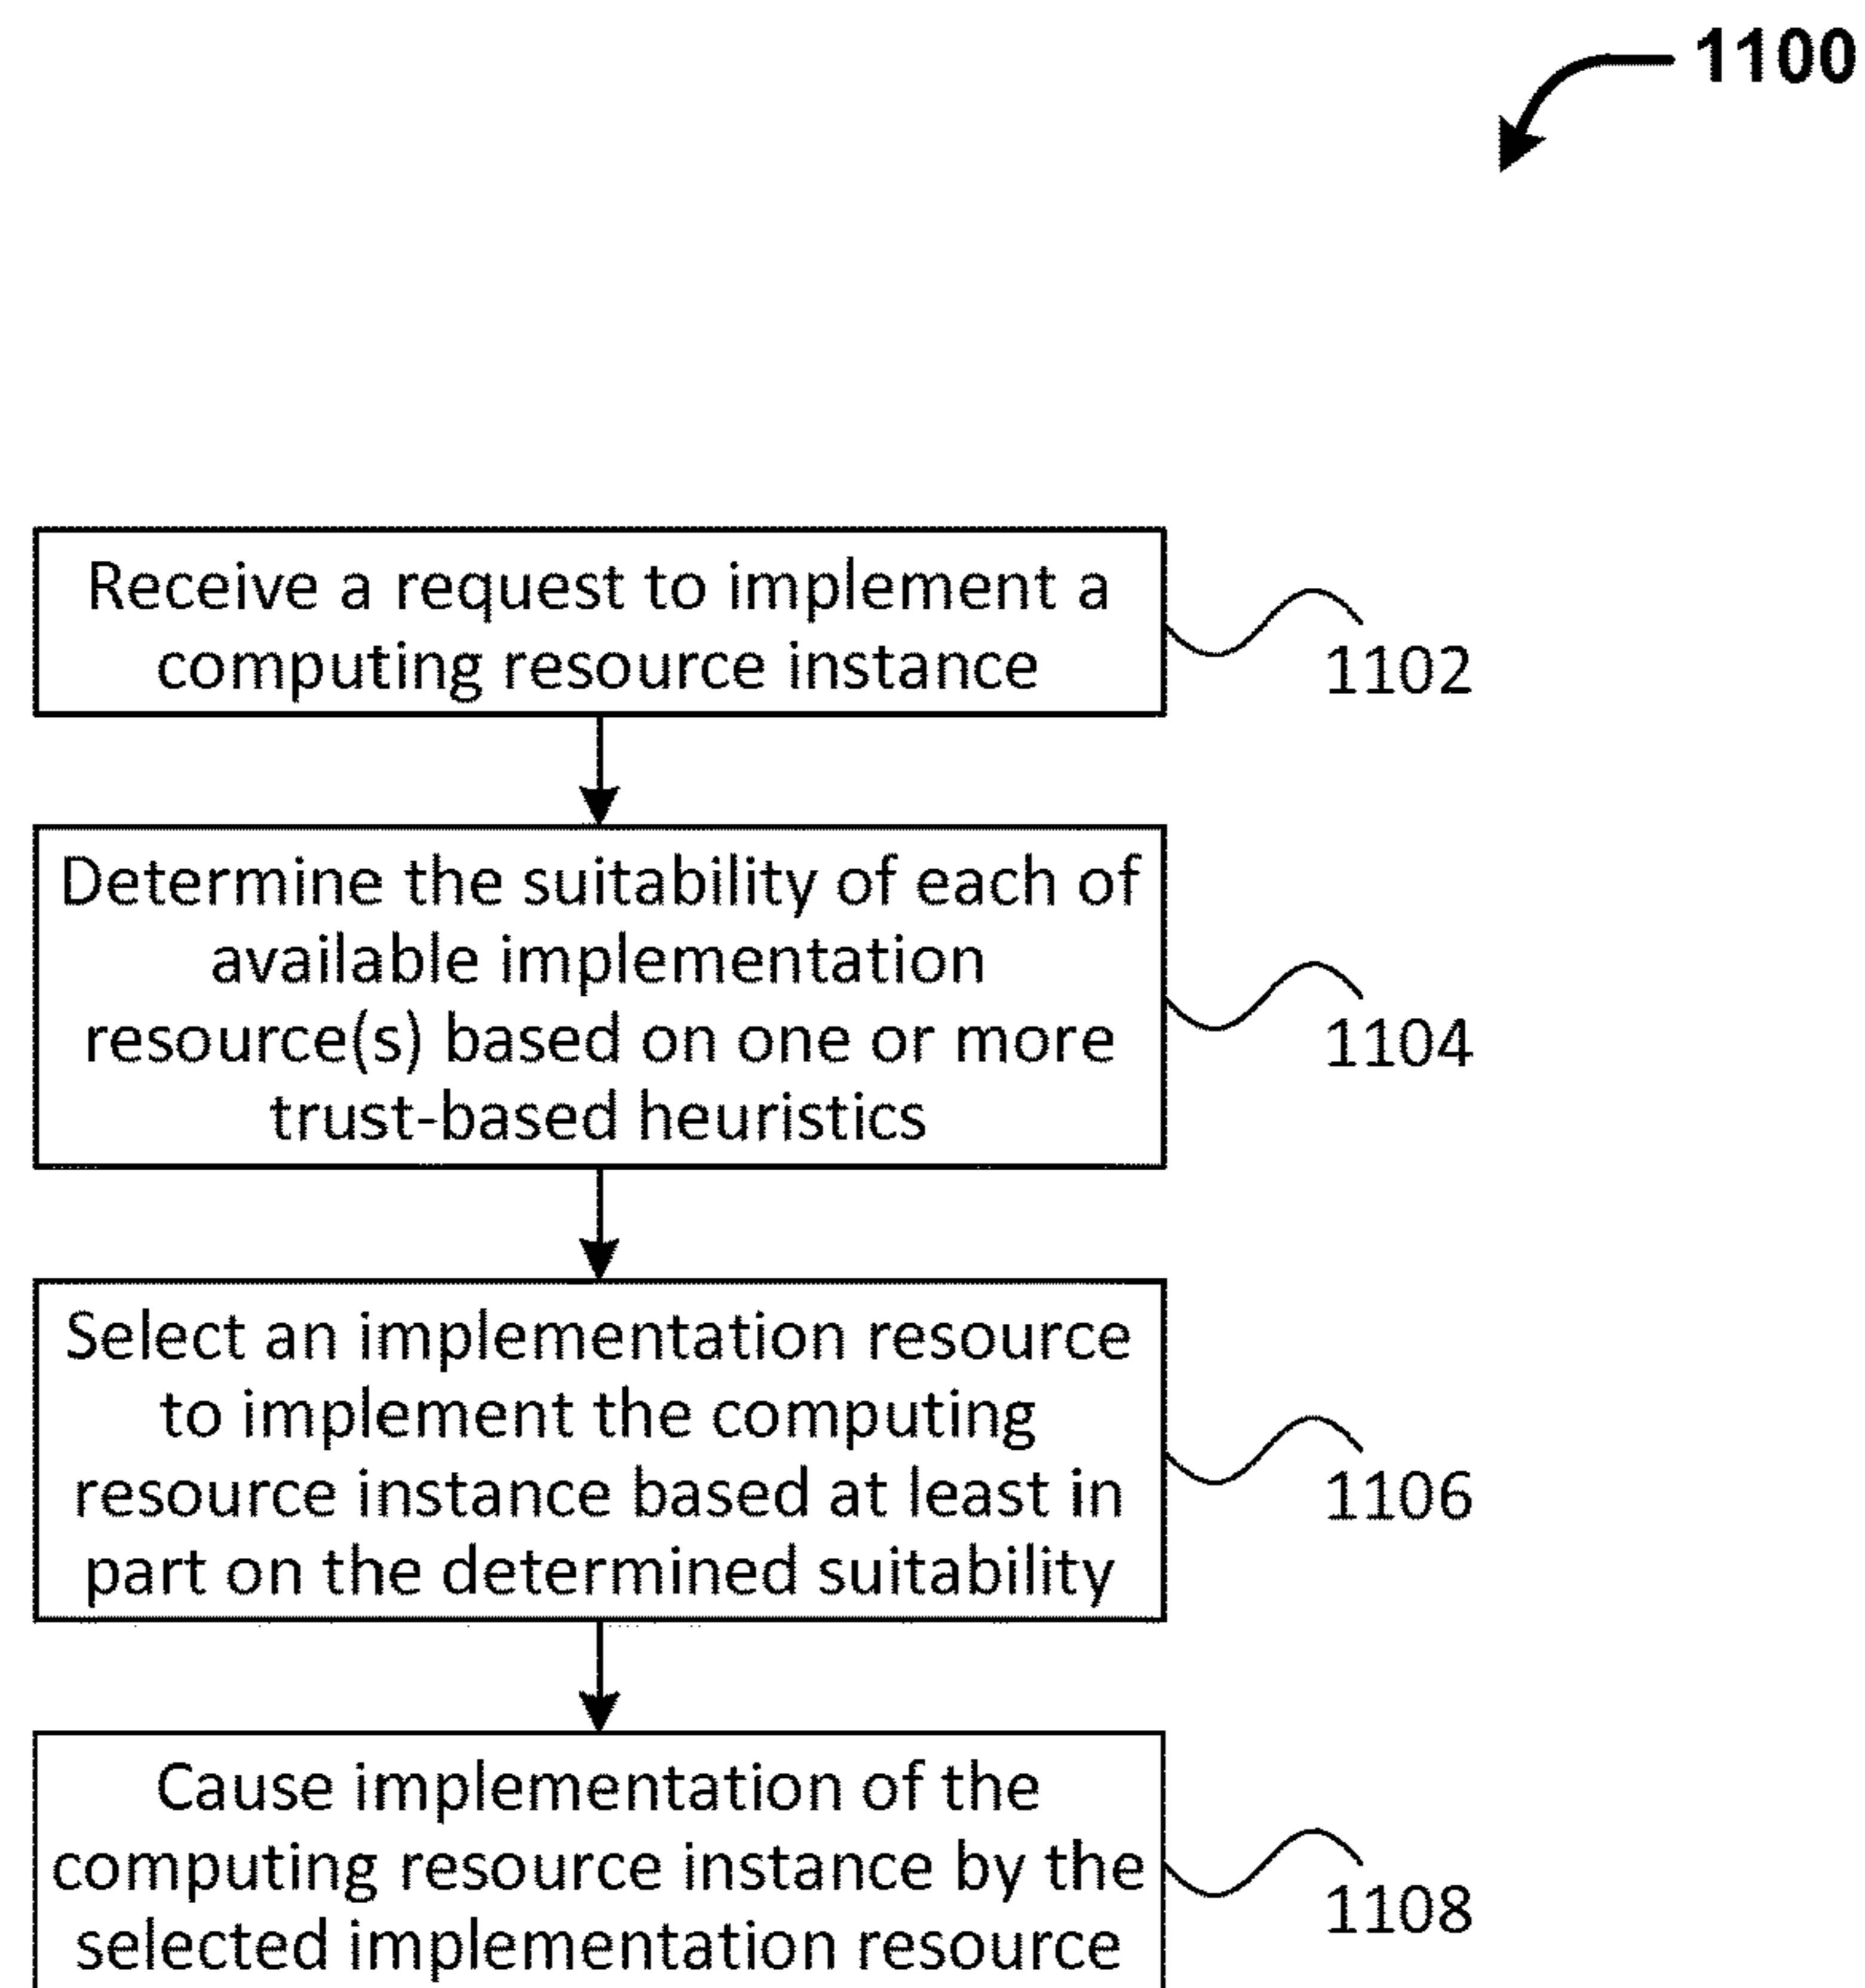 1100
Receive a request to implement a
computing resource instance
1102
Determine the suitability of each of
available implementation
resource(s) based on one or more
trust-based heuristics
1104
Select an implementation resource
to implement the computing
resource instance based at least in
part on the determined suitability
1106
Cause implementation of the
computing resource instance by the
selected implementation resource
1108